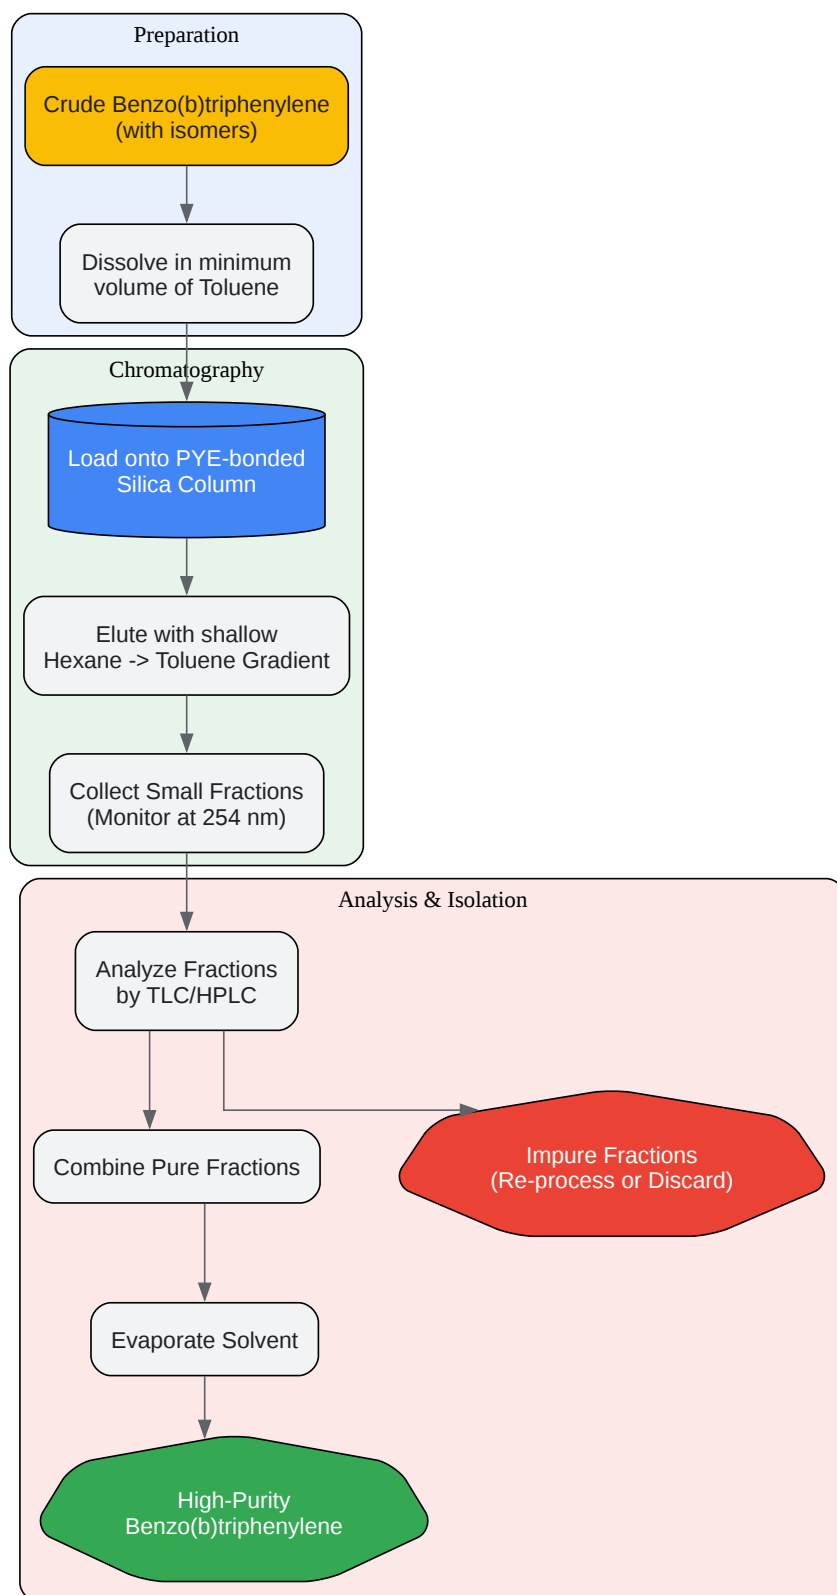 Preparation
Crude Benzo(b)triphenylene
(with isomers)
Dissolve in minimum
volume of Toluene
Chromatography
Load onto PYE-bonded
Silica Column
Elute with shallow
Hexane -> Toluene Gradient
Collect Small Fractions
(Monitor at 254 nm)
Analysis & Isolation
Analyze Fractions
by TLC/HPLC
Combine Pure Fractions
Impure Fractions
(Re-process or Discard)
Evaporate Solvent
High-Purity
Benzo(b)triphenylene